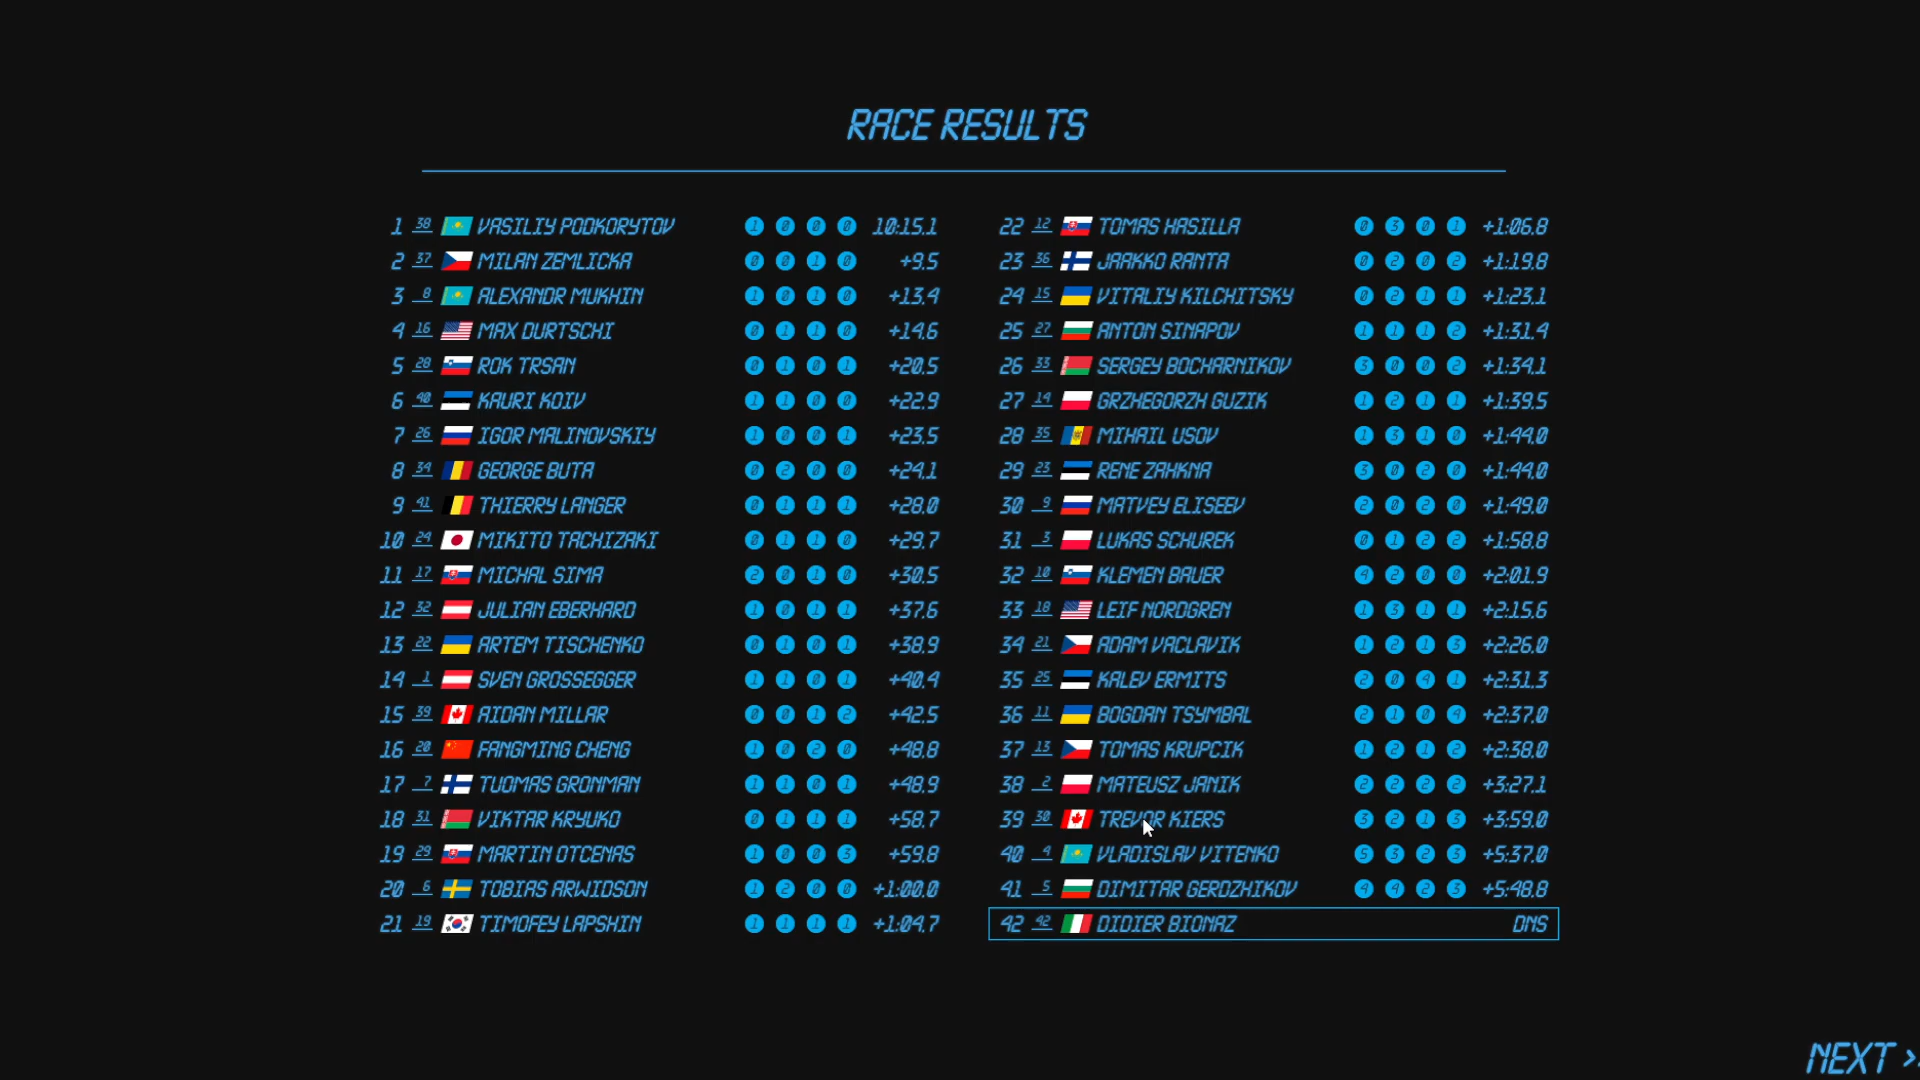 RACE RESULTS
1 38 VASILIY PODKORYTOV 1 0 0 0 10:15.1
2 37 MILAN ZEMLICKA 0 0 1 0 +9.5
3 8 ALEXANDR MUKHIN 1 0 1 0 +13.4
4 16 MAX DURTSCHI 0 1 1 0 +14.6
5 28 ROK TRSAN 0 1 0 1 +20.5
6 40 KAURI KOIV 1 1 0 0 +22.9
7 26 IGOR MALINOVSKIY 1 0 0 1 +23.5
8 34 GEORGE BUTA 0 2 0 0 +24.1
9 41 THIERRY LANGER 0 1 1 1 +28.0
10 24 MIKITO TACHIZAKI 0 1 1 0 +29.7
11 17 MICHAL SIMA 2 0 1 0 +30.5
12 32 JULIAN EBERHARD 1 0 1 1 +37.6
13 22 ARTEM TISCHENKO 0 1 0 1 +38.9
14 1 SVEN GROSSEGGER 1 1 0 1 +40.4
15 39 AIDAN MILLAR 0 0 1 2 +42.5
16 20 FANGMING CHENG 1 0 2 0 +48.8
17 7 TUOMAS GRONMAN 1 1 0 1 +48.9
18 31 VIKTAR KRYUKO 0 1 1 1 +58.7
19 29 MARTIN OTCENAS 1 0 0 3 +59.8
20 6 TOBIAS ARWIDSON 1 2 0 0 +1:00.0
21 19 TIMOFEY LAPSHIN 1 1 1 1 +1:04.7
22 12 TOMAS HASILLA 0 3 0 1 +1:06.8
23 36 JAAKKO RANTA 0 2 0 2 +1:19.8
24 15 VITALIY KILCHITSKY 0 2 1 1 +1:23.1
25 27 ANTON SINAPOV 1 1 1 2 +1:31.4
26 33 SERGEY BOCHARNIKOV 3 0 0 2 +1:34.1
27 14 GRZHEGORZH GUZIK 1 2 1 1 +1:39.5
28 35 MIHAIL USOV 1 3 1 0 +1:44.0
29 23 RENE ZAHKNA 3 0 2 0 +1:44.0
30 9 MATVEY ELISEEV 2 0 2 0 +1:49.0
31 3 LUKAS SCHUREK 0 1 2 2 +1:58.8
32 10 KLEMEN BAUER 4 2 0 0 +2:01.9
33 18 LEIF NORDGREN 1 3 1 1 +2:15.6
34 21 ADAM VACLAVIK 1 2 1 3 +2:26.0
35 25 KALEV ERMITS 2 0 4 1 +2:31.3
36 11 BOGDAN TSYMBAL 2 1 0 4 +2:37.0
37 13 TOMAS KRUPCIK 1 2 1 2 +2:38.0
38 2 MATEUSZ JANIK 2 2 2 2 +3:27.1
39 30 TREVOR KIERS 3 2 1 3 +3:59.0
40 4 VLADISLAV VITENKO 5 3 2 3 +5:37.0
41 5 DIMITAR GERDZHIKOV 4 4 2 3 +5:48.8
42 42 DIDIER BIONAZ DNS
NEXT >